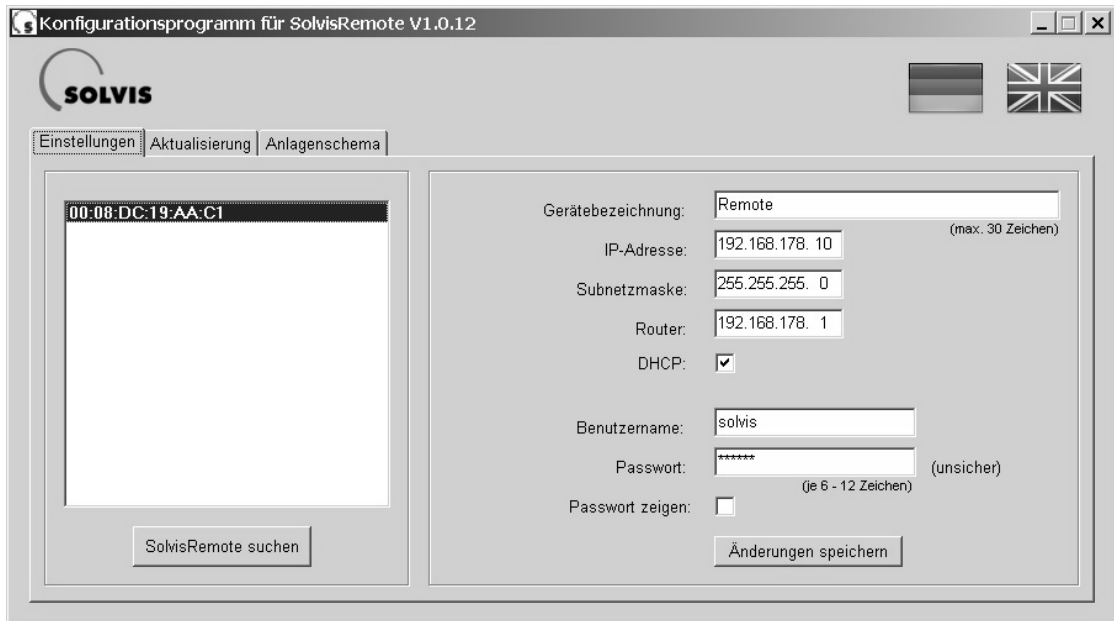 Konfigurationsprogramm für SolvisRemote V1.0.12
SOLVIS
Einstellungen Aktualisierung Anlagenschema
00:08:DC:19:AA:C1
SolvisRemote suchen
Gerätebezeichnung: Remote
(max. 30 Zeichen)
IP-Adresse: 192.168.178. 10
Subnetzmaske: 255.255.255. 0
Router: 192.168.178. 1
DHCP:
Benutzername: solvis
Passwort: ****** (unsicher)
(je 6 - 12 Zeichen)
Passwort zeigen:
Änderungen speichern